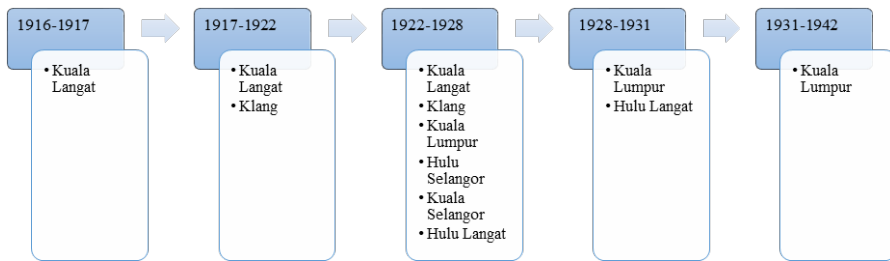 1916-1917
• Kuala
Langat
1917-1922
• Kuala
Langat
• Klang
1922-1928
• Kuala
Langat
• Klang
• Kuala
Lumpur
• Hulu
Selangor
• Kuala
Selangor
• Hulu Langat
1928-1931
• Kuala
Lumpur
• Hulu Langat
1931-1942
• Kuala
Lumpur